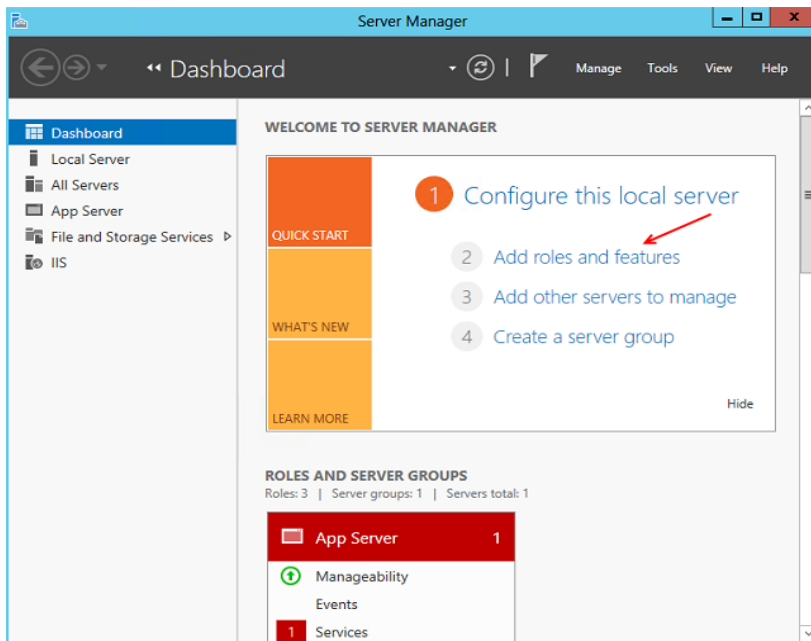 Server Manager
Dashboard
Manage Tools View Help
Dashboard
Local Server
All Servers
App Server
File and Storage Services
IIS
WELCOME TO SERVER MANAGER
QUICK START
WHAT'S NEW
LEARN MORE
1 Configure this local server
2 Add roles and features
3 Add other servers to manage
4 Create a server group
Hide
ROLES AND SERVER GROUPS
Roles: 3 | Server groups: 1 | Servers total: 1
App Server 1
Manageability
Events
1 Services